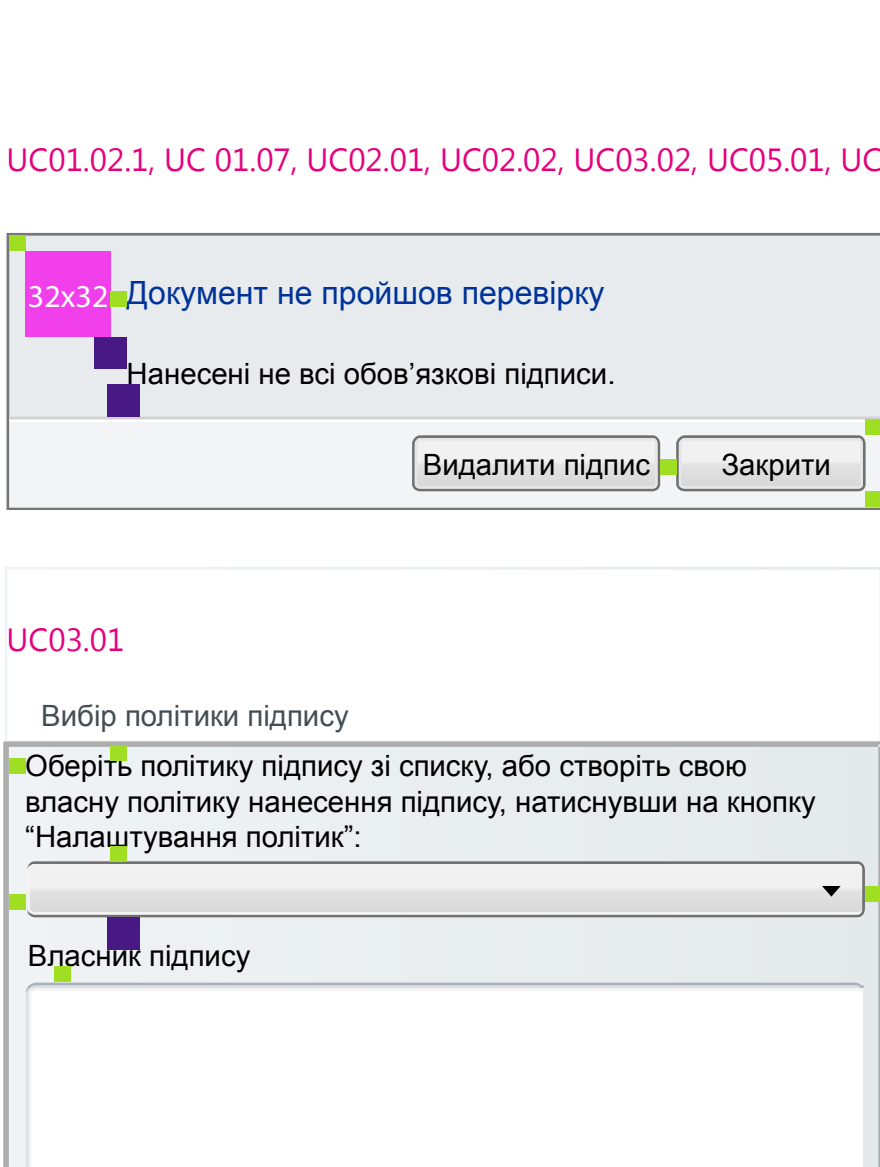 UC01.02.1, UC 01.07, UC02.01, UC02.02, UC03.02, UC05.01, UC
32x32
Документ не пройшов перевірку
Нанесені не всі обов’язкові підписи.
Видалити підпис
Закрити
UC03.01
Вибір політики підпису
Оберіть політику підпису зі списку, або створіть свою
власну політику нанесення підпису, натиснувши на кнопку
“Налаштування політик”:
Власник підпису